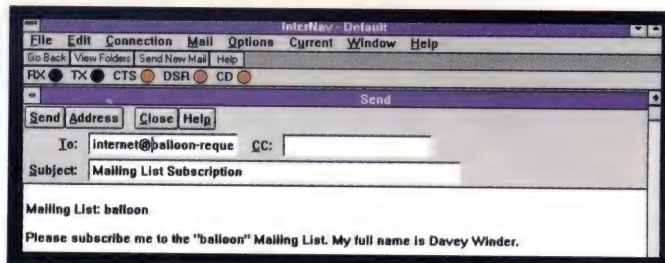 InterNav - Default
File Edit Connection Mail Options Current Window Help
Go Back View Folders Send New Mail Help
RX TX CTS DSR CD
Send
Send Address Close Help
To: internet@balloon-reque CC:
Subject: Mailing List Subscription
Mailing List: balloon
Please subscribe me to the "balloon" Mailing List. My full name is Davey Winder.